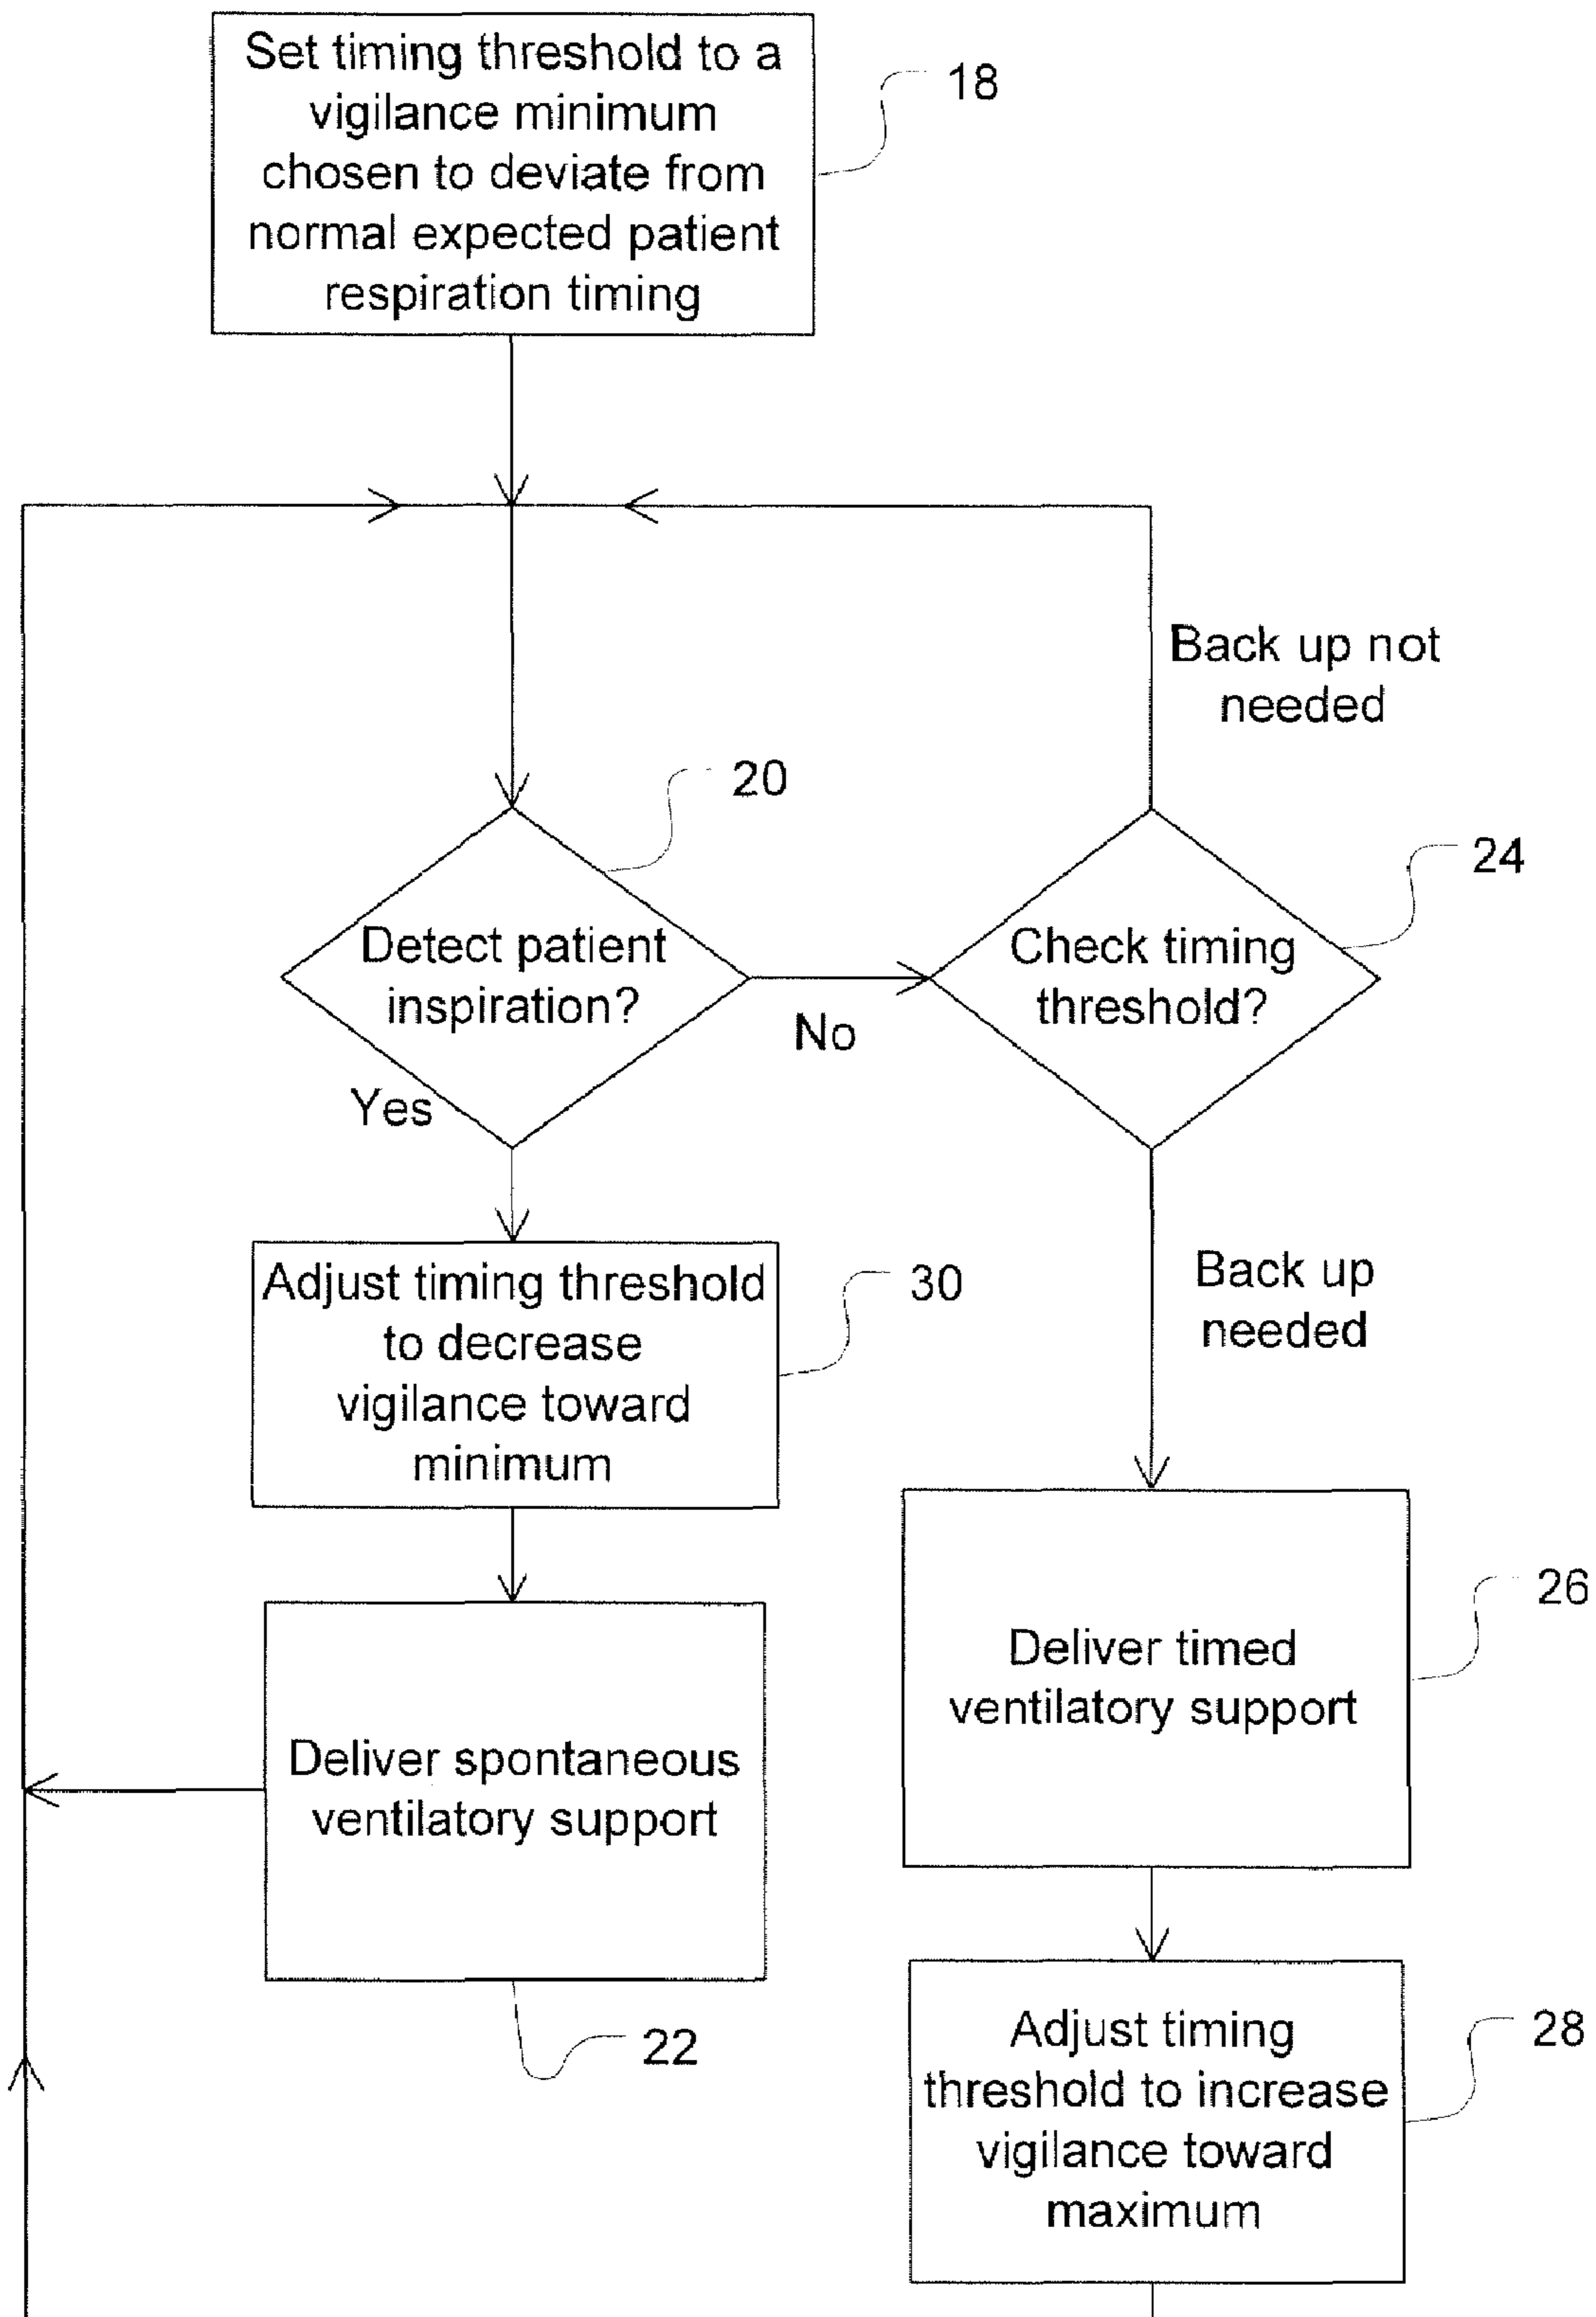 Set timing threshold to a
vigilance minimum
chosen to deviate from
normal expected patient
respiration timing
18
Back up not
needed
20
24
Detect patient
inspiration?
Check timing
threshold?
No
Yes
Adjust timing threshold
to decrease
vigilance toward
minimum
30
Back up
needed
Deliver timed
ventilatory support
26
Deliver spontaneous
ventilatory support
22
Adjust timing
threshold to increase
vigilance toward
maximum
28